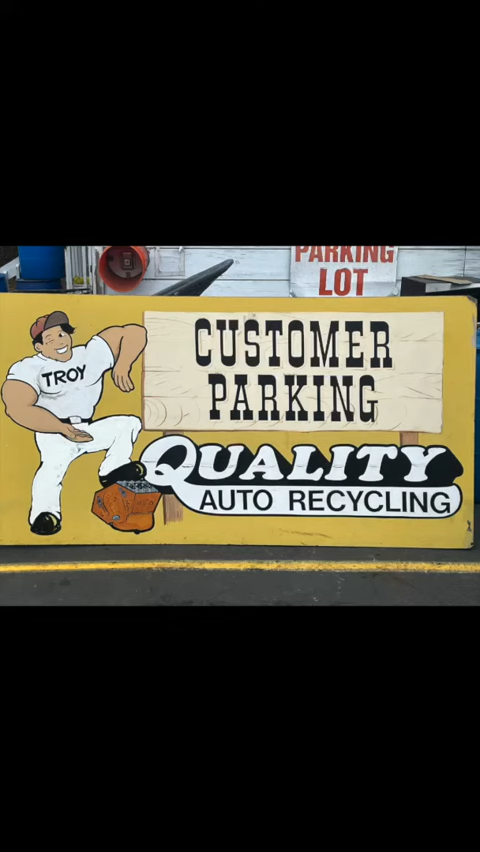 PARKING
LOT
TROY
CUSTOMER
PARKING
QUALITY
AUTO RECYCLING